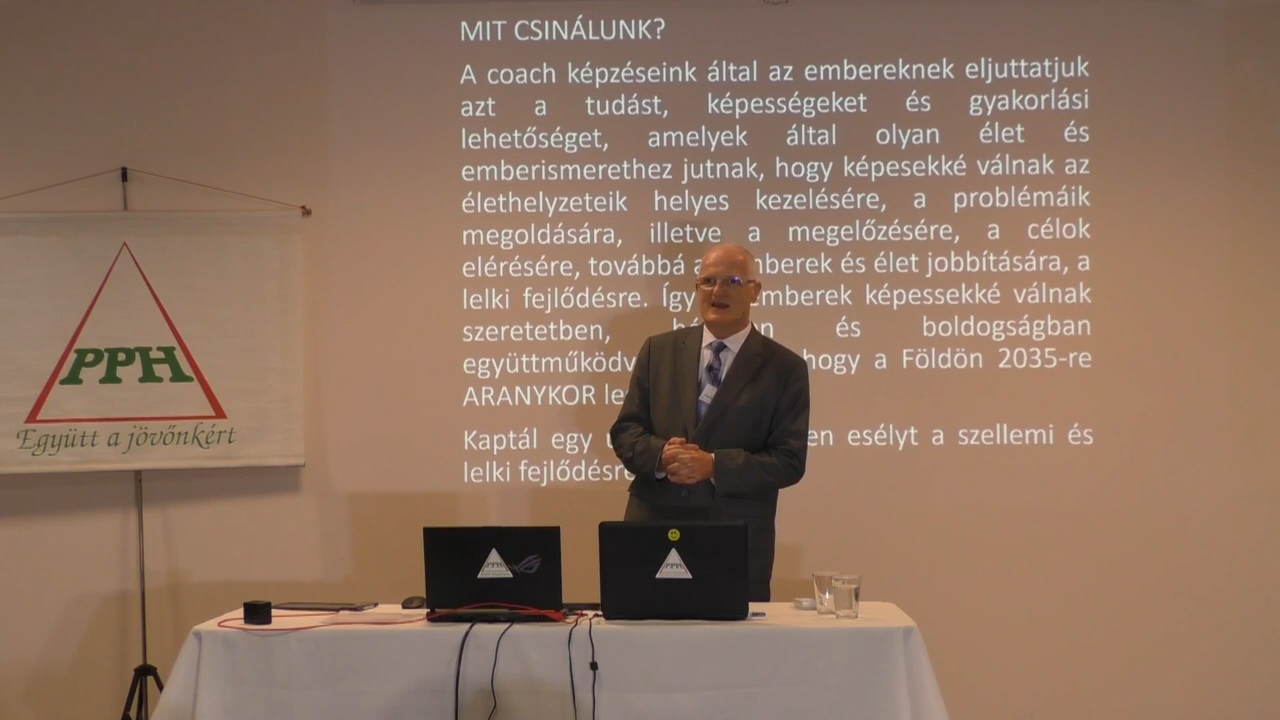 MIT CSINÁLUNK?
A coach képzéseink által az embereknek eljuttatjuk
azt a tudást, képességeket és gyakorlási
lehetőséget, amelyek által olyan élet és
emberismerethez jutnak, hogy képesekké válnak az
élethelyzeteik helyes kezelésére, a problémáik
megoldására, illetve a megelőzésére, a célok
elérésére, továbbá emberek és élet jobbítására, a
lelki fejlődésre. Így emberek képessekké válnak
szeretetben, és boldogságban
hogy a Földön 2035-re
ARANYKOR
Kaptál egy esélyt a szellemi és
lelki fejlődésre
PPH
Együtt a jövőnkért
PPH
PPH